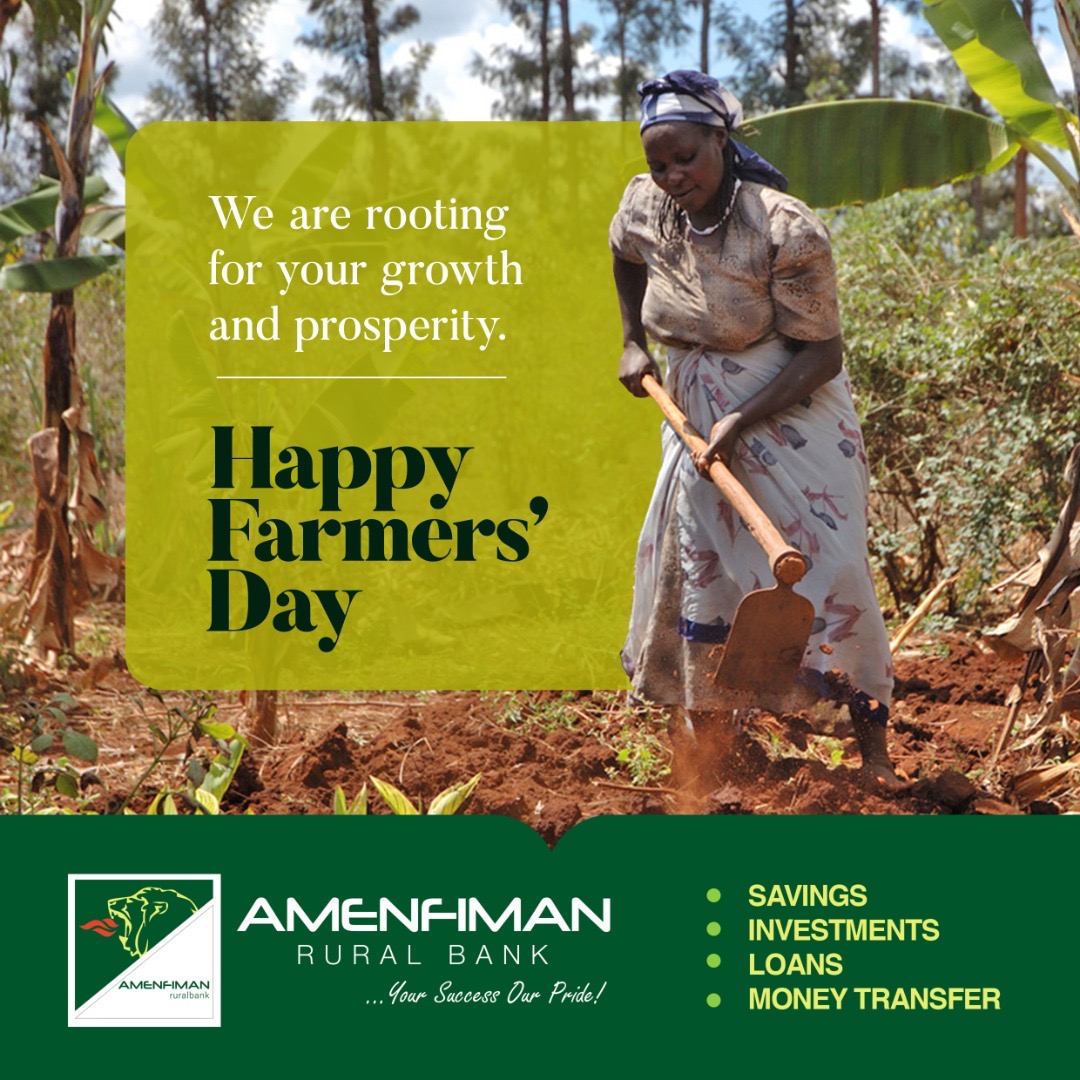 We are rooting
for your growth
and prosperity.
Happy
Farmers’
Day
AMENFIMAN
ruralbank
AMENFIMAN
RURAL BANK
...Your Success Our Pride!
• SAVINGS
• INVESTMENTS
• LOANS
• MONEY TRANSFER